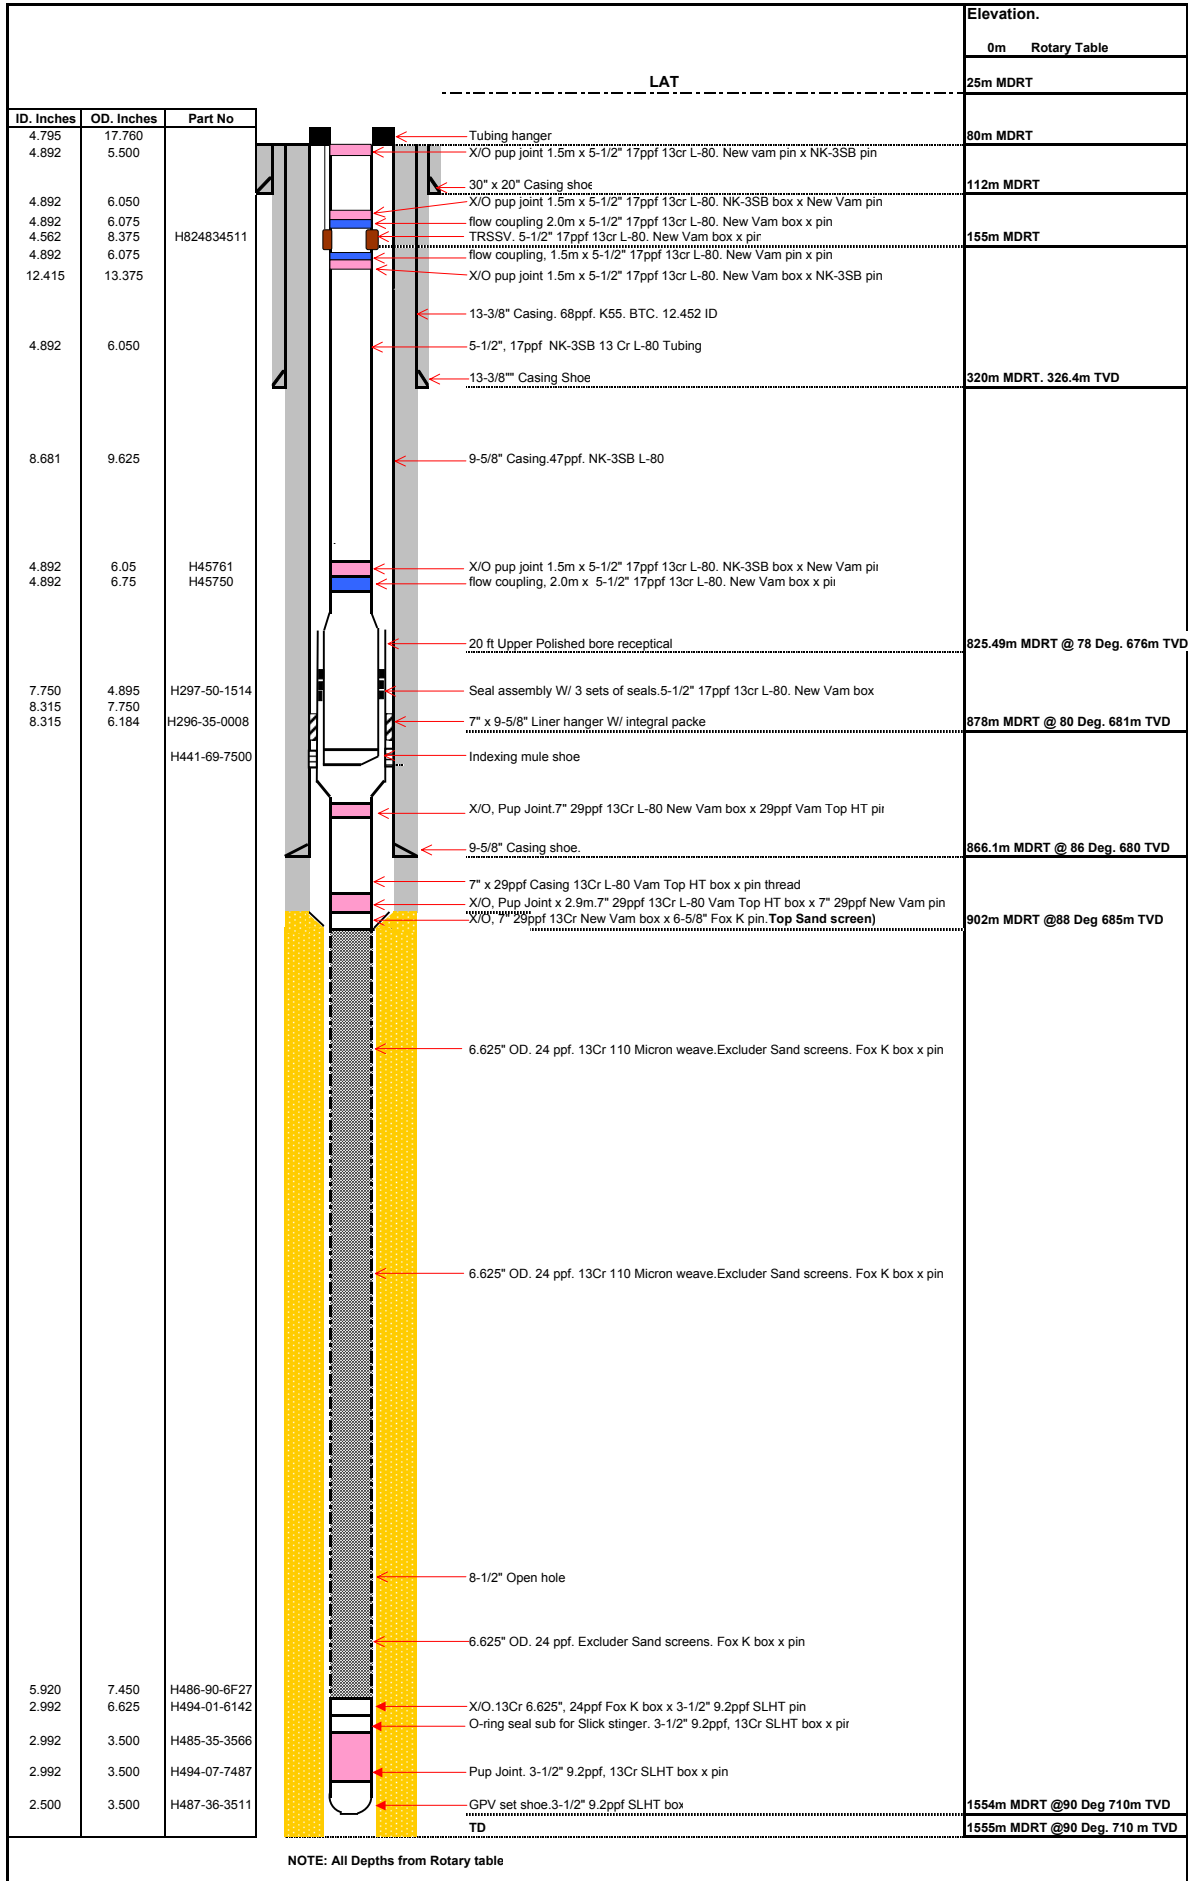 Elevation.
0m Rotary Table
LAT 25m MDRT
ID. Inches OD. Inches Part No
4.795 17.760 Tubing hanger 80m MDRT
4.892 5.500 X/O pup joint 1.5m x 5-1/2" 17ppf 13cr L-80. New vam pin x NK-3SB pin
30" x 20" Casing shoe 112m MDRT
4.892 6.050 X/O pup joint 1.5m x 5-1/2" 17ppf 13cr L-80. NK-3SB box x New Vam pin
4.892 6.075 flow coupling 2.0m x 5-1/2" 17ppf 13cr L-80. New Vam box x pin
4.562 8.375 H824834511 TRSSV. 5-1/2" 17ppf 13cr L-80. New Vam box x pin 155m MDRT
4.892 6.075 flow coupling, 1.5m x 5-1/2" 17ppf 13cr L-80. New Vam pin x pin
12.415 13.375 X/O pup joint 1.5m x 5-1/2" 17ppf 13cr L-80. New Vam box x NK-3SB pin
13-3/8" Casing. 68ppf. K55. BTC. 12.452 ID
4.892 6.050 5-1/2", 17ppf NK-3SB 13 Cr L-80 Tubing
13-3/8"" Casing Shoe 320m MDRT. 326.4m TVD
8.681 9.625 9-5/8" Casing.47ppf. NK-3SB L-80
4.892 6.05 H45761 X/O pup joint 1.5m x 5-1/2" 17ppf 13cr L-80. NK-3SB box x New Vam pin
4.892 6.75 H45750 flow coupling, 2.0m x 5-1/2" 17ppf 13cr L-80. New Vam box x pin
20 ft Upper Polished bore receptical 825.49m MDRT @ 78 Deg. 676m TVD
7.750 4.895 H297-50-1514 Seal assembly W/ 3 sets of seals.5-1/2" 17ppf 13cr L-80. New Vam box
8.315 7.750
8.315 6.184 H296-35-0008 7" x 9-5/8" Liner hanger W/ integral packe 878m MDRT @ 80 Deg. 681m TVD
H441-69-7500 Indexing mule shoe
X/O, Pup Joint.7" 29ppf 13Cr L-80 New Vam box x 29ppf Vam Top HT pin
9-5/8" Casing shoe. 866.1m MDRT @ 86 Deg. 680 TVD
7" x 29ppf Casing 13Cr L-80 Vam Top HT box x pin thread
X/O, Pup Joint x 2.9m.7" 29ppf 13Cr L-80 Vam Top HT box x 7" 29ppf New Vam pin
X/O, 7" 29ppf 13Cr New Vam box x 6-5/8" Fox K pin.Top Sand screen) 902m MDRT @88 Deg 685m TVD
6.625" OD. 24 ppf. 13Cr 110 Micron weave.Excluder Sand screens. Fox K box x pin
6.625" OD. 24 ppf. 13Cr 110 Micron weave.Excluder Sand screens. Fox K box x pin
8-1/2" Open hole
6.625" OD. 24 ppf. Excluder Sand screens. Fox K box x pin
5.920 7.450 H486-90-6F27
2.992 6.625 H494-01-6142 X/O.13Cr 6.625", 24ppf Fox K box x 3-1/2" 9.2ppf SLHT pin
O-ring seal sub for Slick stinger. 3-1/2" 9.2ppf, 13Cr SLHT box x pin
2.992 3.500 H485-35-3566
2.992 3.500 H494-07-7487 Pup Joint. 3-1/2" 9.2ppf, 13Cr SLHT box x pin
2.500 3.500 H487-36-3511 GPV set shoe.3-1/2" 9.2ppf SLHT box 1554m MDRT @90 Deg 710m TVD
TD 1555m MDRT @90 Deg. 710 m TVD
NOTE: All Depths from Rotary table